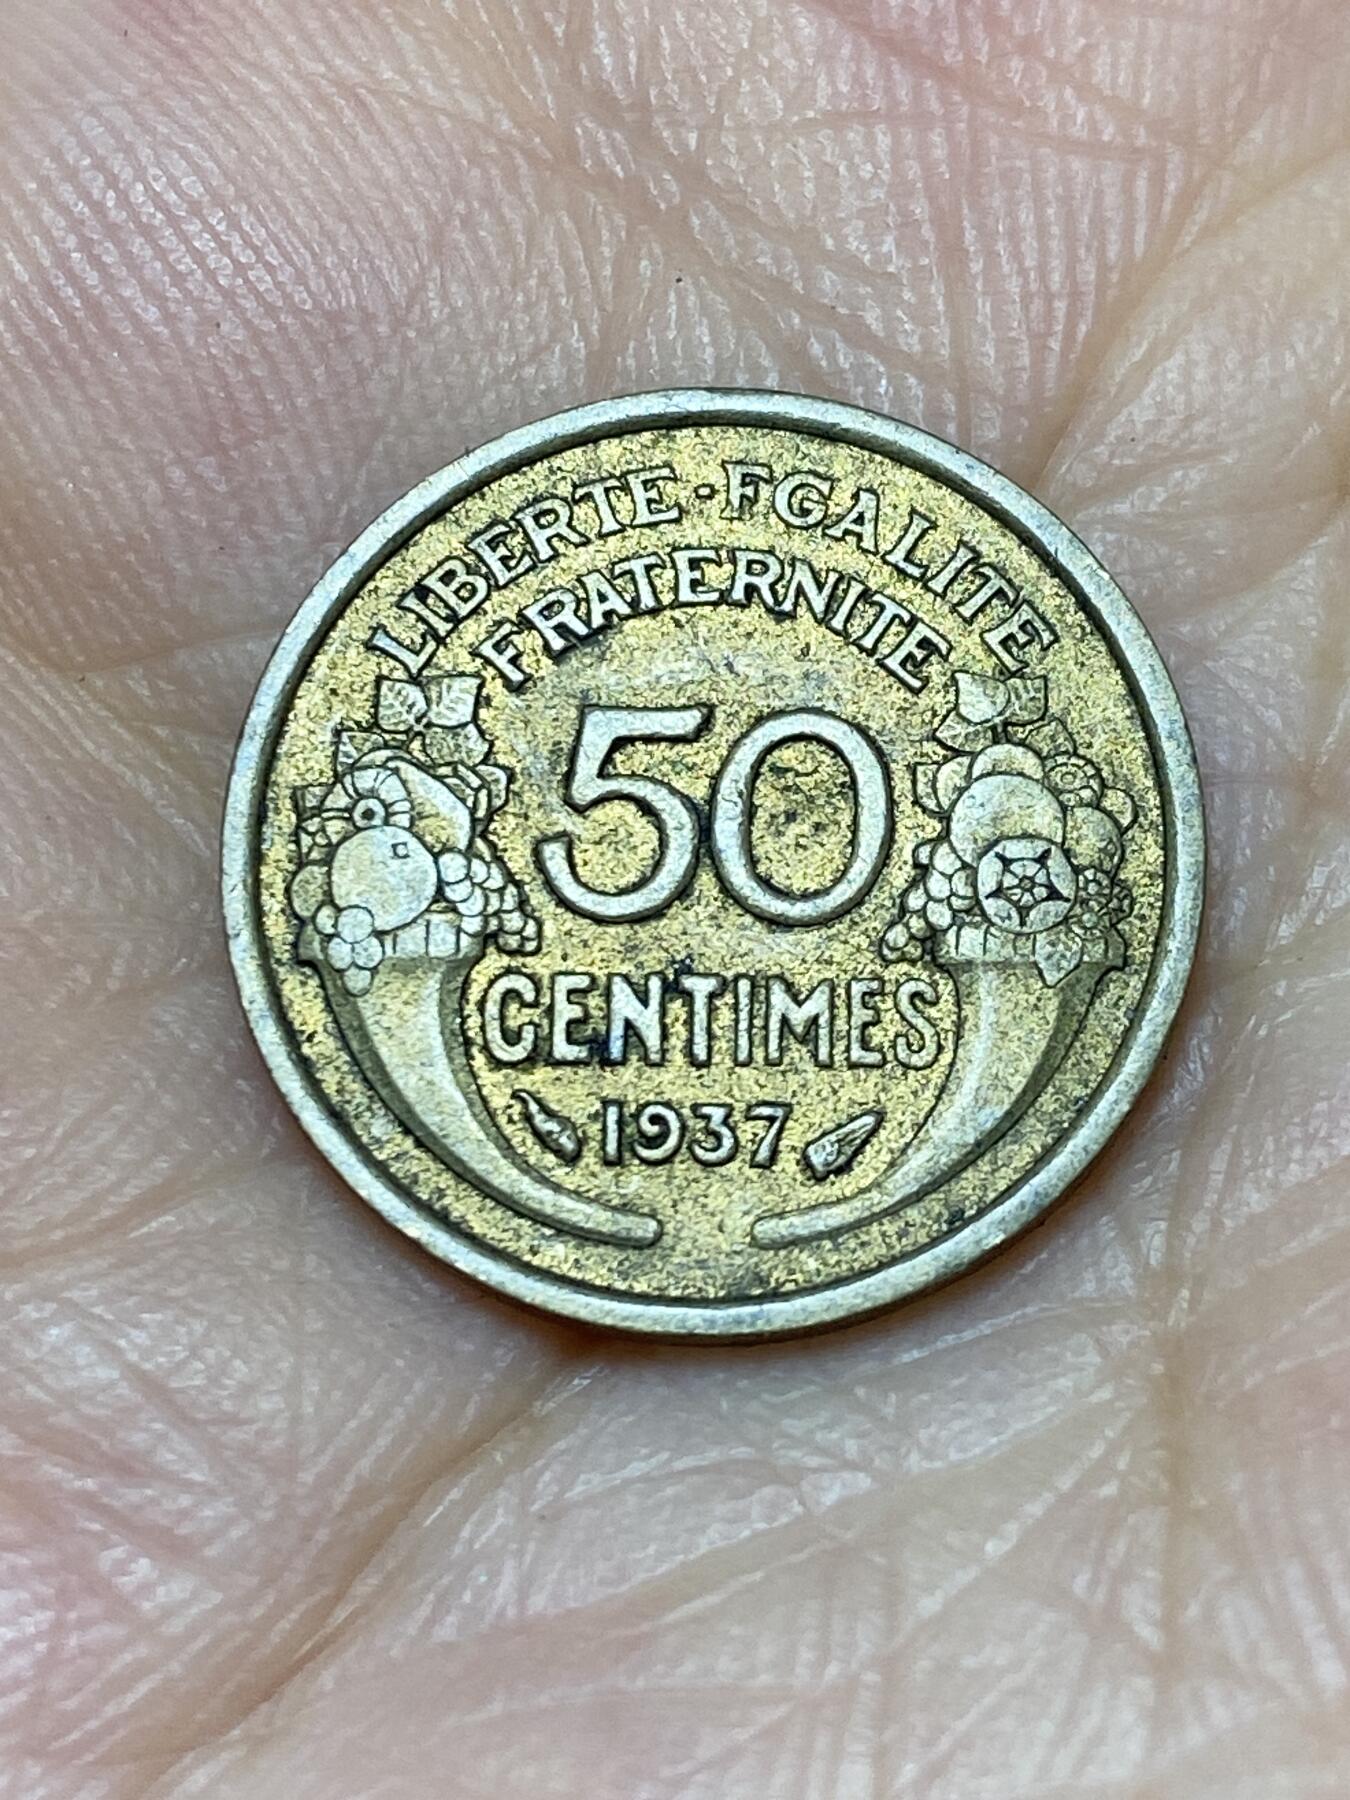 LIBERTE · FGALITE
FRATERNITE
50
CENTIMES
1937